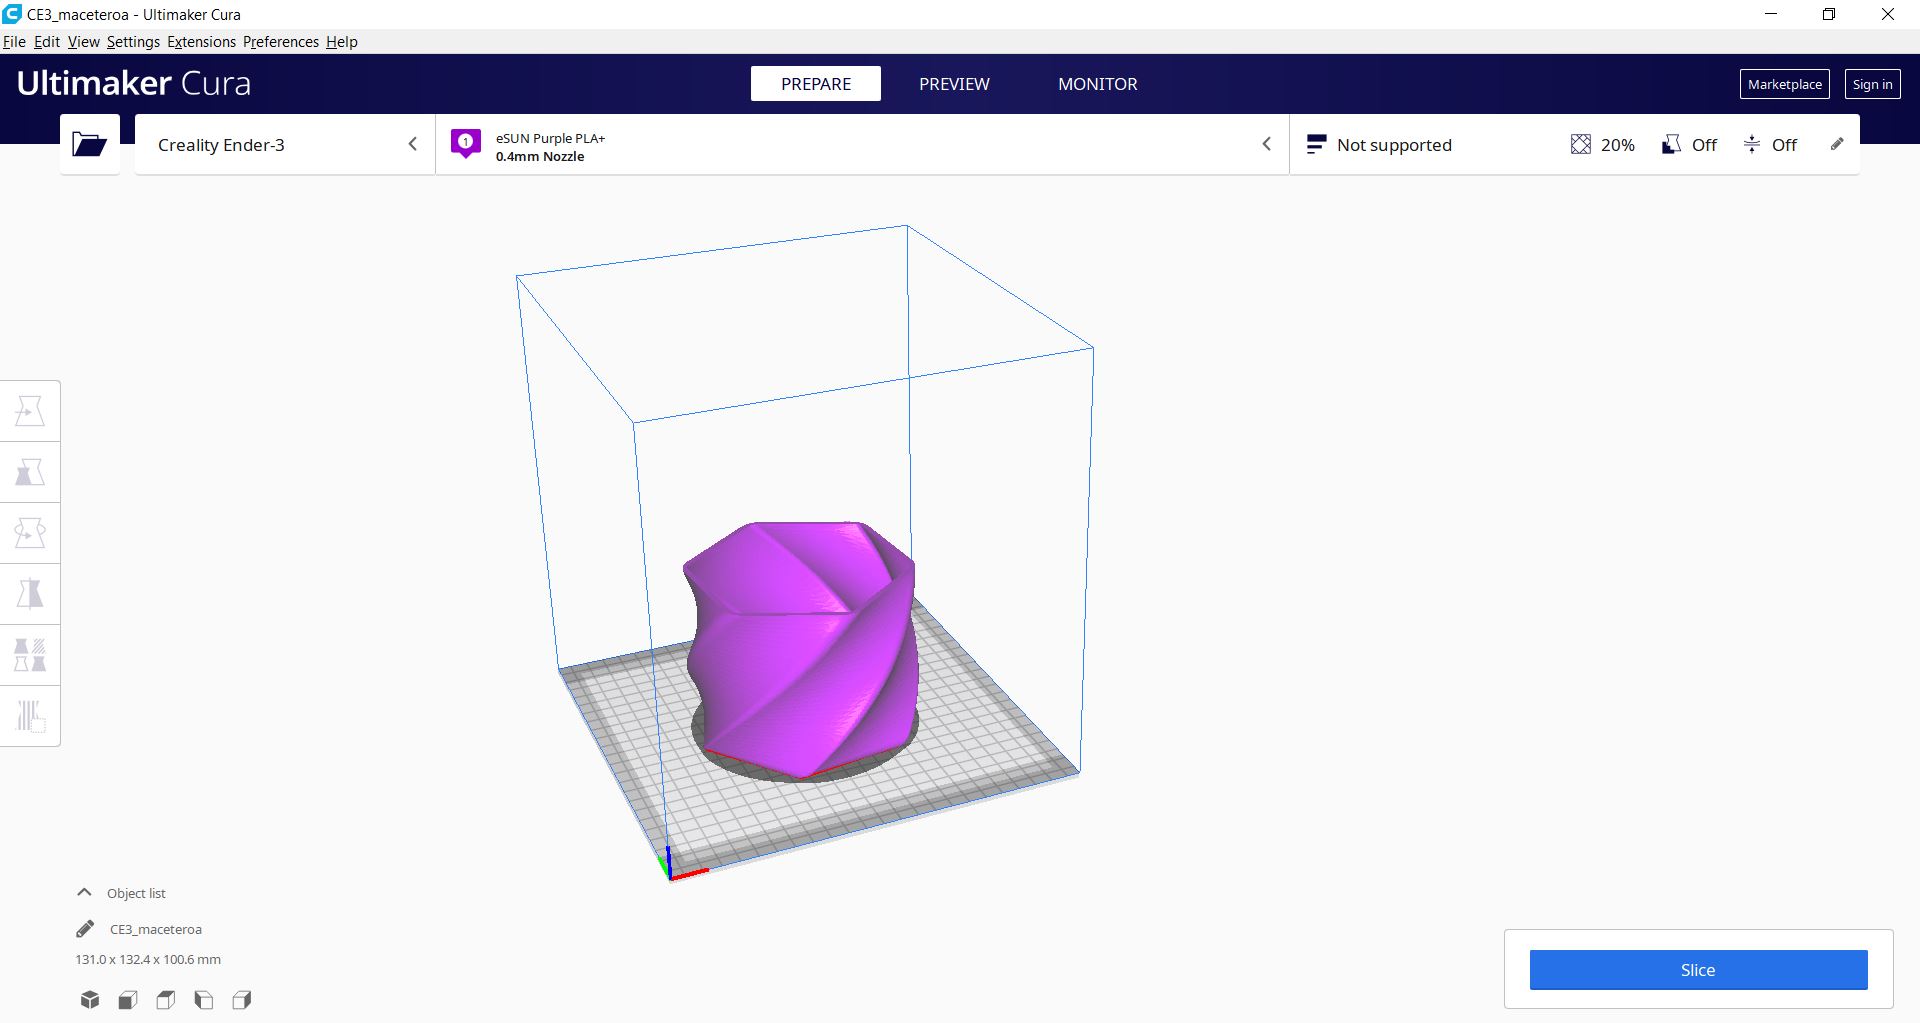 CE3_maceteroa - Ultimaker Cura
File Edit View Settings Extensions Preferences Help
Ultimaker Cura
PREPARE PREVIEW MONITOR
Marketplace Sign in
Creality Ender-3
1
eSUN Purple PLA+
0.4mm Nozzle
Not supported
20% Off Off
Object list
CE3_maceteroa
131.0 x 132.4 x 100.6 mm
Slice